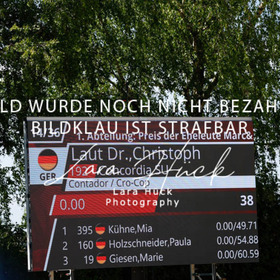 LD WURDE NOCH NICHT BEZAH
BILDKLAU IST STRAFBAR
1. Abteilung: Preis der Eheleute Marc&
Laut Dr.,Christoph
GER
Contador / Cro-Cop
Lara Huck
Photography
0.00 38
1 395 Kühne,Mia 0.00/49.71
2 160 Holzschneider,Paula 0.00/54.88
3 19 Giesen,Marie 0.00/60.59